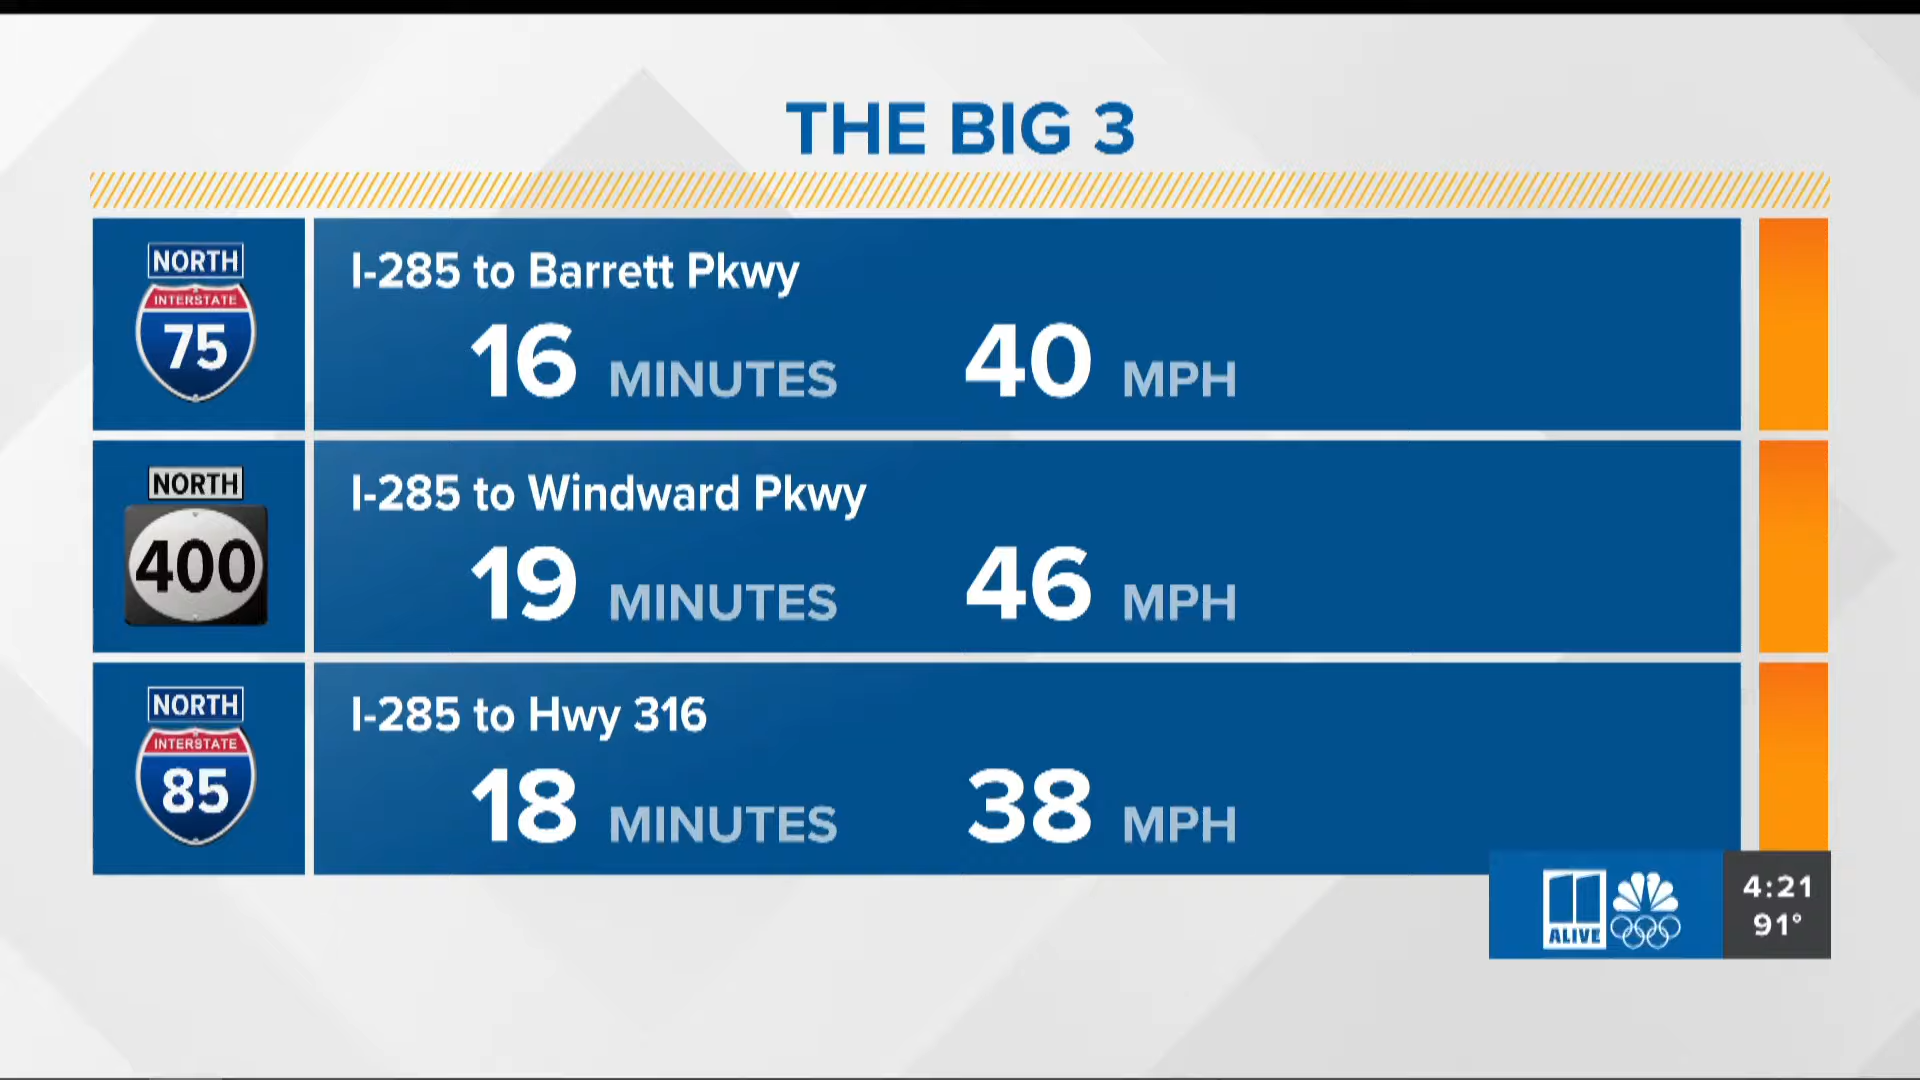 THE BIG 3
NORTH
INTERSTATE
75
I-285 to Barrett Pkwy
16 MINUTES 40 MPH
NORTH
400
I-285 to Windward Pkwy
19 MINUTES 46 MPH
NORTH
INTERSTATE
85
I-285 to Hwy 316
18 MINUTES 38 MPH
11
ALIVE
4:21
91°